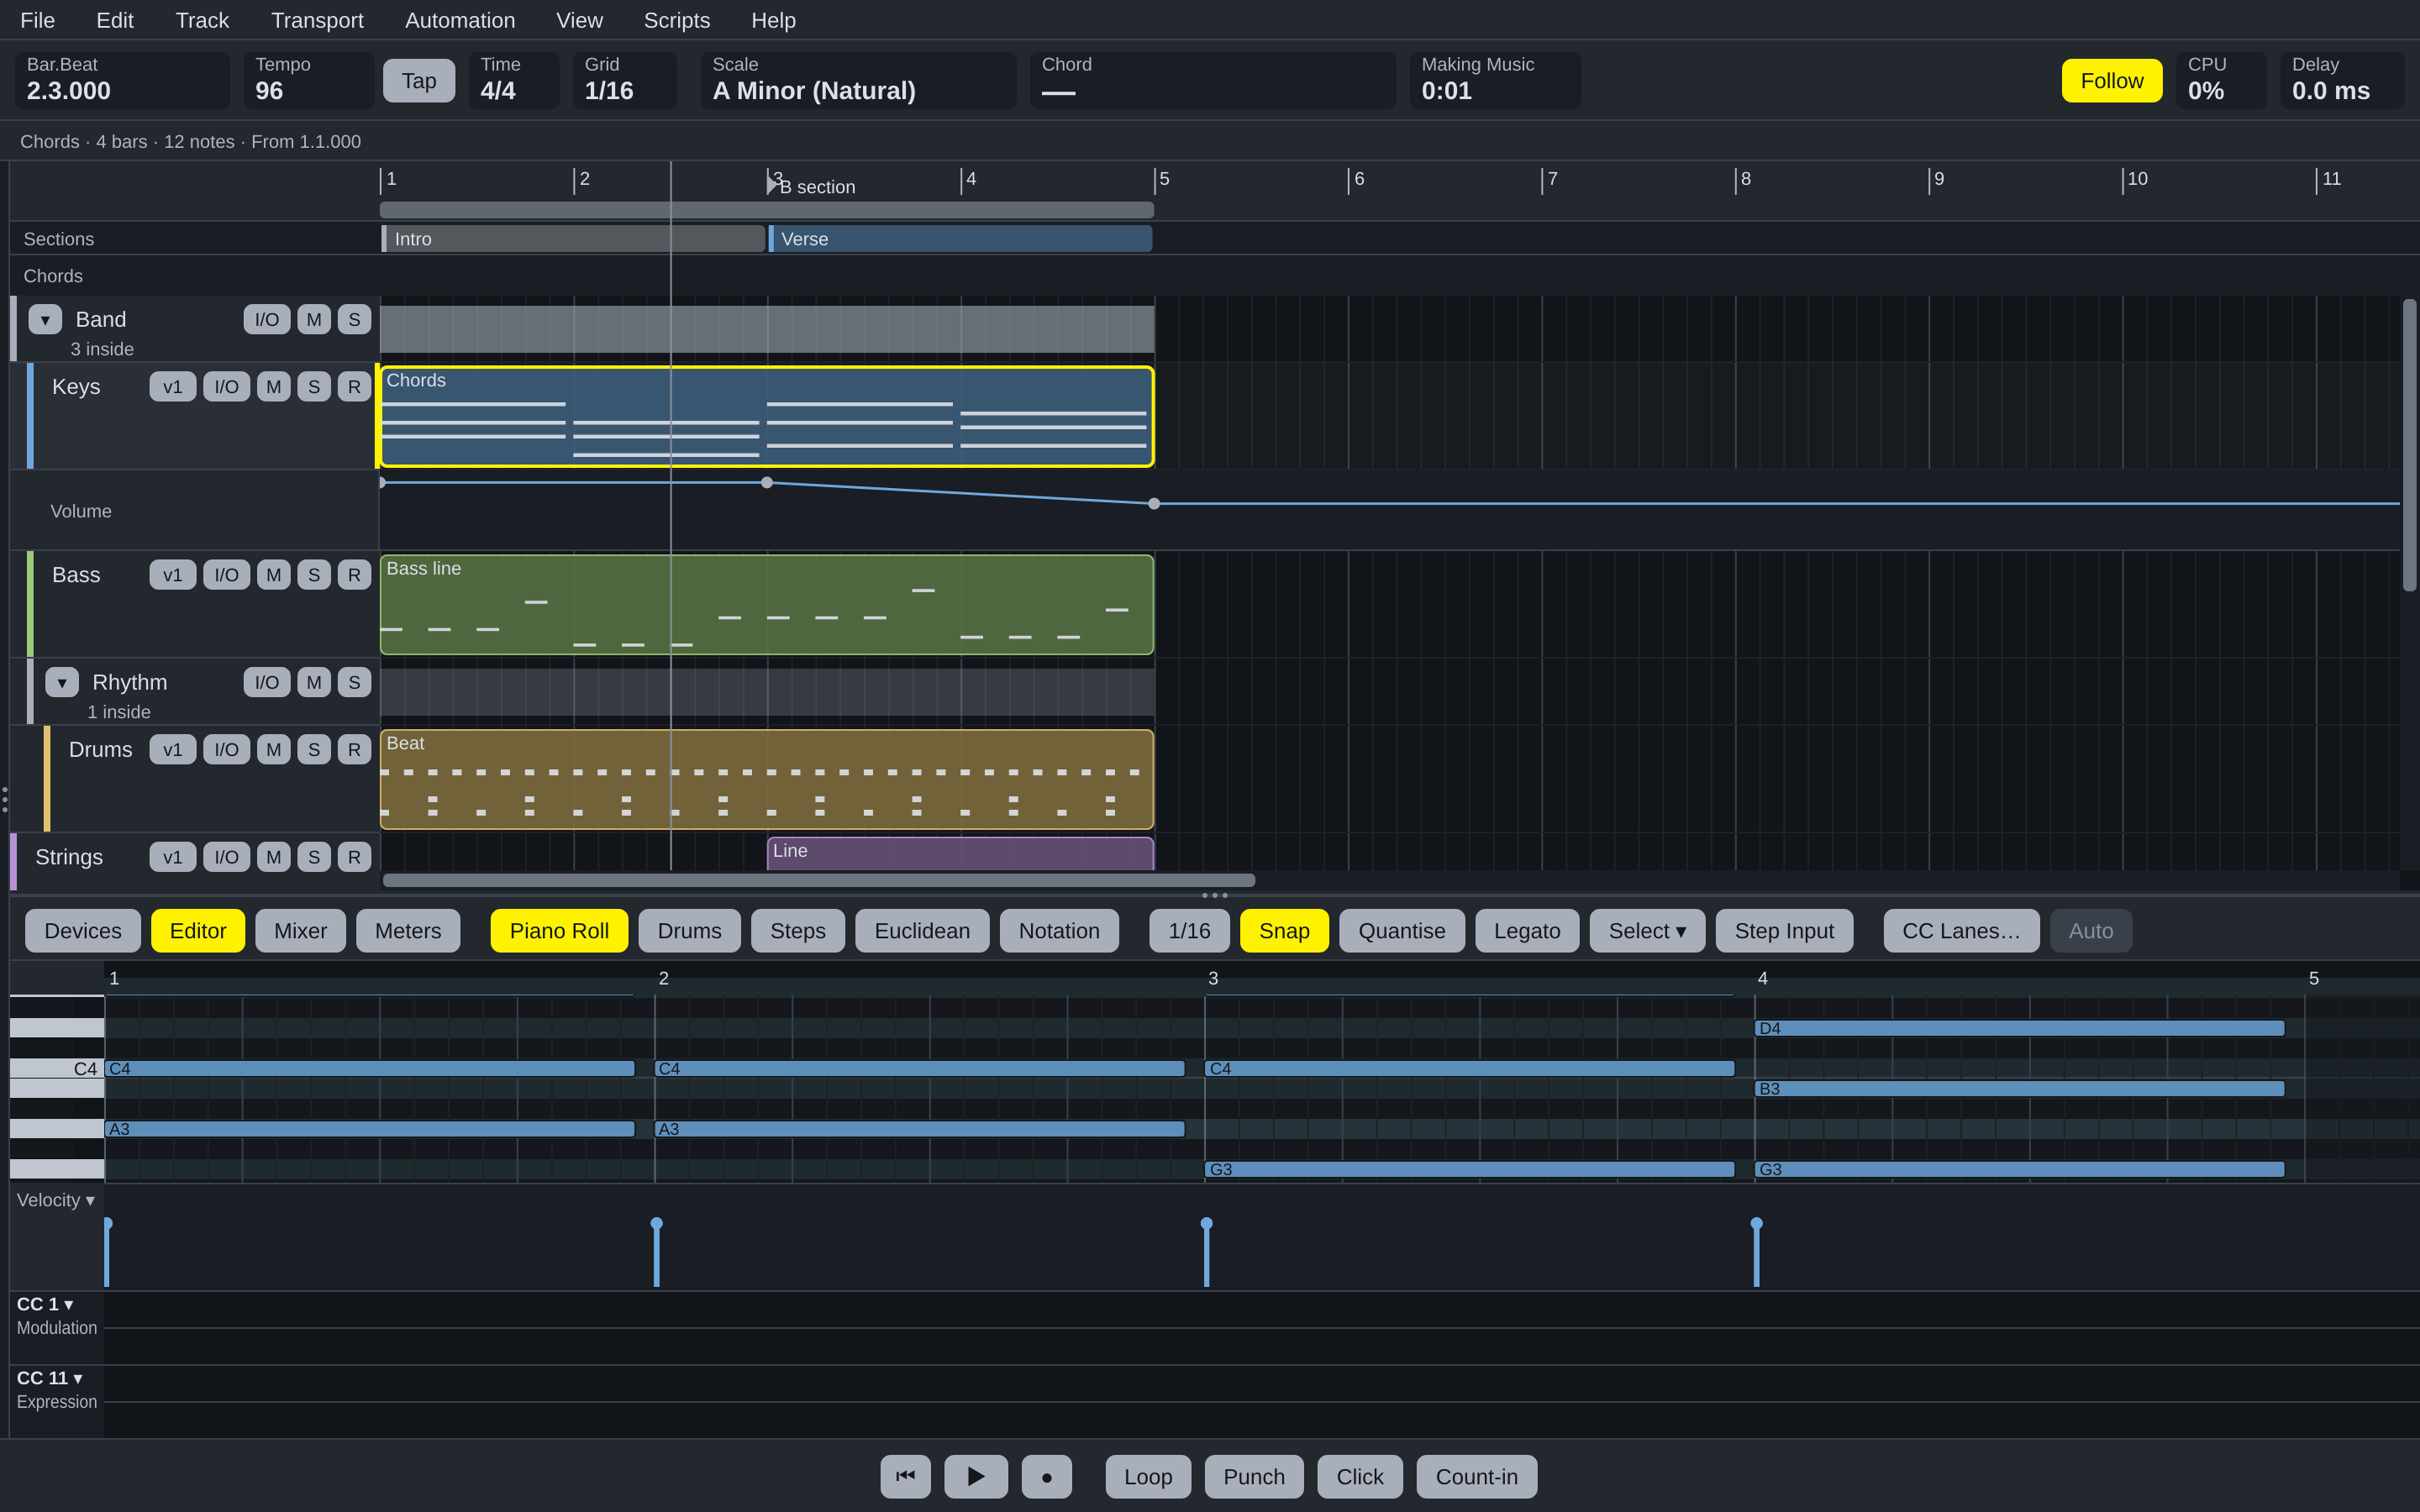 File Edit Track Transport Automation View Scripts Help
Bar.Beat Tempo Time Grid Scale Chord Making Music CPU Delay
2.3.000 96 Tap 4/4 1/16 A Minor (Natural) — 0:01 Follow 0% 0.0 ms
Chords · 4 bars · 12 notes · From 1.1.000
1 2 3 4 5 6 7 8 9 10 11
B section
Sections Intro Verse
Chords
▾ Band I/O M S
3 inside
Keys v1 I/O M S R Chords
Volume
Bass v1 I/O M S R Bass line
▾ Rhythm I/O M S
1 inside
Drums v1 I/O M S R Beat
Strings v1 I/O M S R Line
Devices Editor Mixer Meters Piano Roll Drums Steps Euclidean Notation 1/16 Snap Quantise Legato Select ▾ Step Input CC Lanes… Auto
1 2 3 4 5
D4
C4 C4 C4 C4
B3
A3 A3
G3 G3
Velocity ▾
CC 1 ▾
Modulation
CC 11 ▾
Expression
Loop Punch Click Count-in